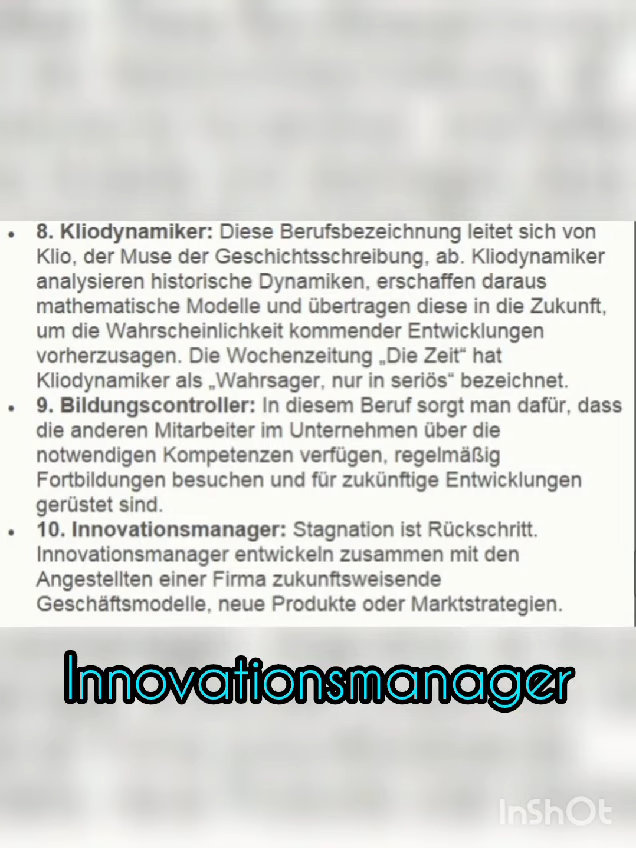 8. Kliodynamiker: Diese Berufsbezeichnung leitet sich von
Klio, der Muse der Geschichtsschreibung, ab. Kliodynamiker
analysieren historische Dynamiken, erschaffen daraus
mathematische Modelle und übertragen diese in die Zukunft,
um die Wahrscheinlichkeit kommender Entwicklungen
vorherzusagen. Die Wochenzeitung „Die Zeit“ hat
Kliodynamiker als „Wahrsager, nur in seriös“ bezeichnet.
9. Bildungscontroller: In diesem Beruf sorgt man dafür, dass
die anderen Mitarbeiter im Unternehmen über die
notwendigen Kompetenzen verfügen, regelmäßig
Fortbildungen besuchen und für zukünftige Entwicklungen
gerüstet sind.
10. Innovationsmanager: Stagnation ist Rückschritt.
Innovationsmanager entwickeln zusammen mit den
Angestellten einer Firma zukunftsweisende
Geschäftsmodelle, neue Produkte oder Marktstrategien.
Innovationsmanager
InShOt